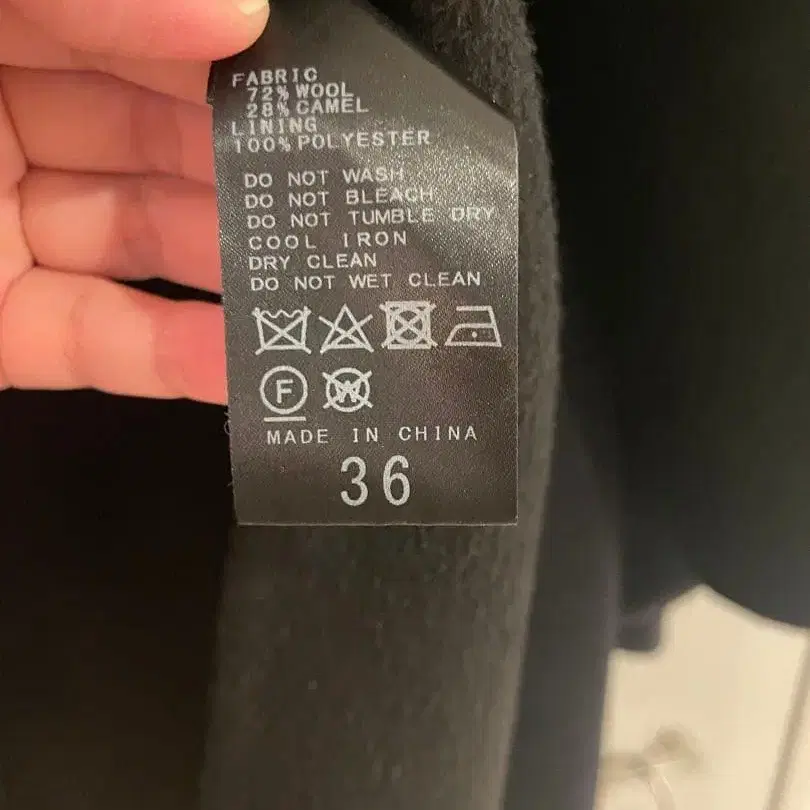 FABRIC
72% WOOL
28% CAMEL
LINING
100% POLYESTER
DO NOT WASH
DO NOT BLEACH
DO NOT TUMBLE DRY
COOL IRON
DRY CLEAN
DO NOT WET CLEAN
F W
MADE IN CHINA
36